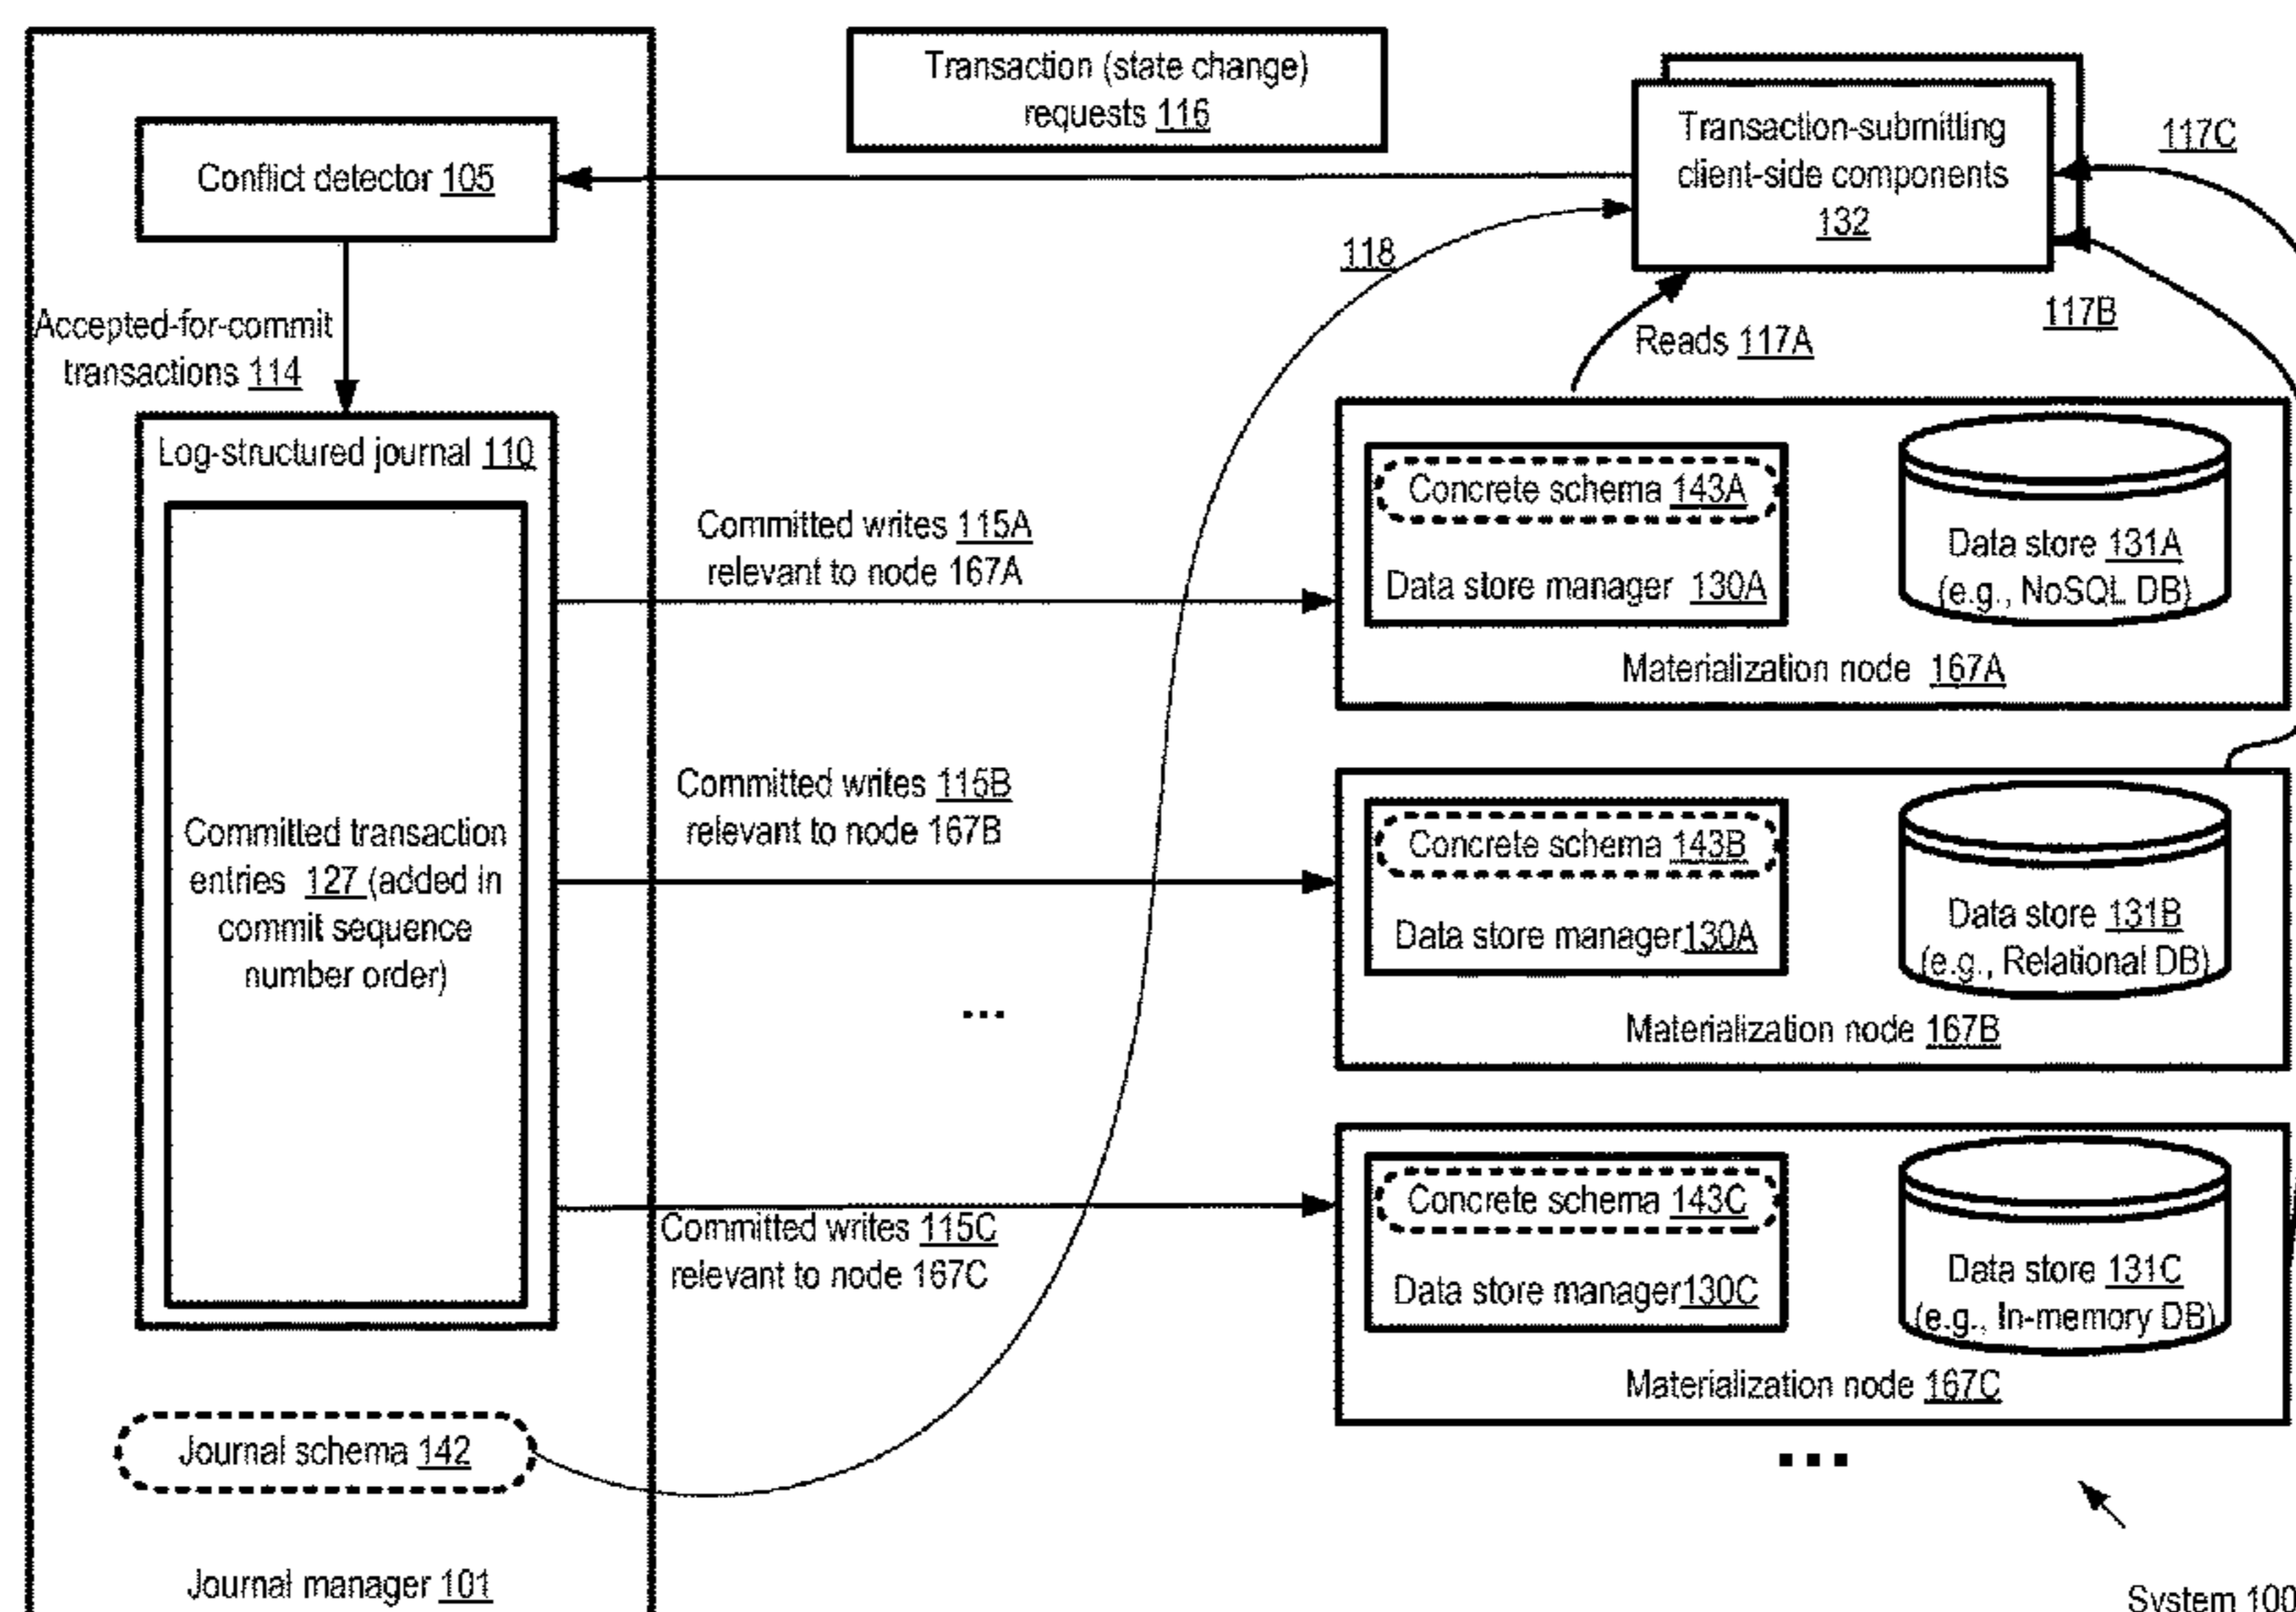 Transaction (state change)
requests 116
Conflict detector 105
Transaction-submitting
client-side components
132
117C
118
117B
Accepted-for-commit
transactions 114
Reads 117A
Log-structured journal 110
Committed transaction
entries 127 (added in
commit sequence
number order)
Committed writes 115A
relevant to node 167A
Concrete schema 143A
Data store manager 130A
Data store 131A
(e.g., NoSQL DB)
Materialization node 167A
Committed writes 115B
relevant to node 167B
Concrete schema 143B
Data store manager130A
Data store 131B
(e.g., Relational DB)
Materialization node 167B
...
Committed writes 115C
relevant to node 167C
Concrete schema 143C
Data store manager130C
Data store 131C
(e.g., In-memory DB)
Materialization node 167C
...
Journal schema 142
Journal manager 101
System 100